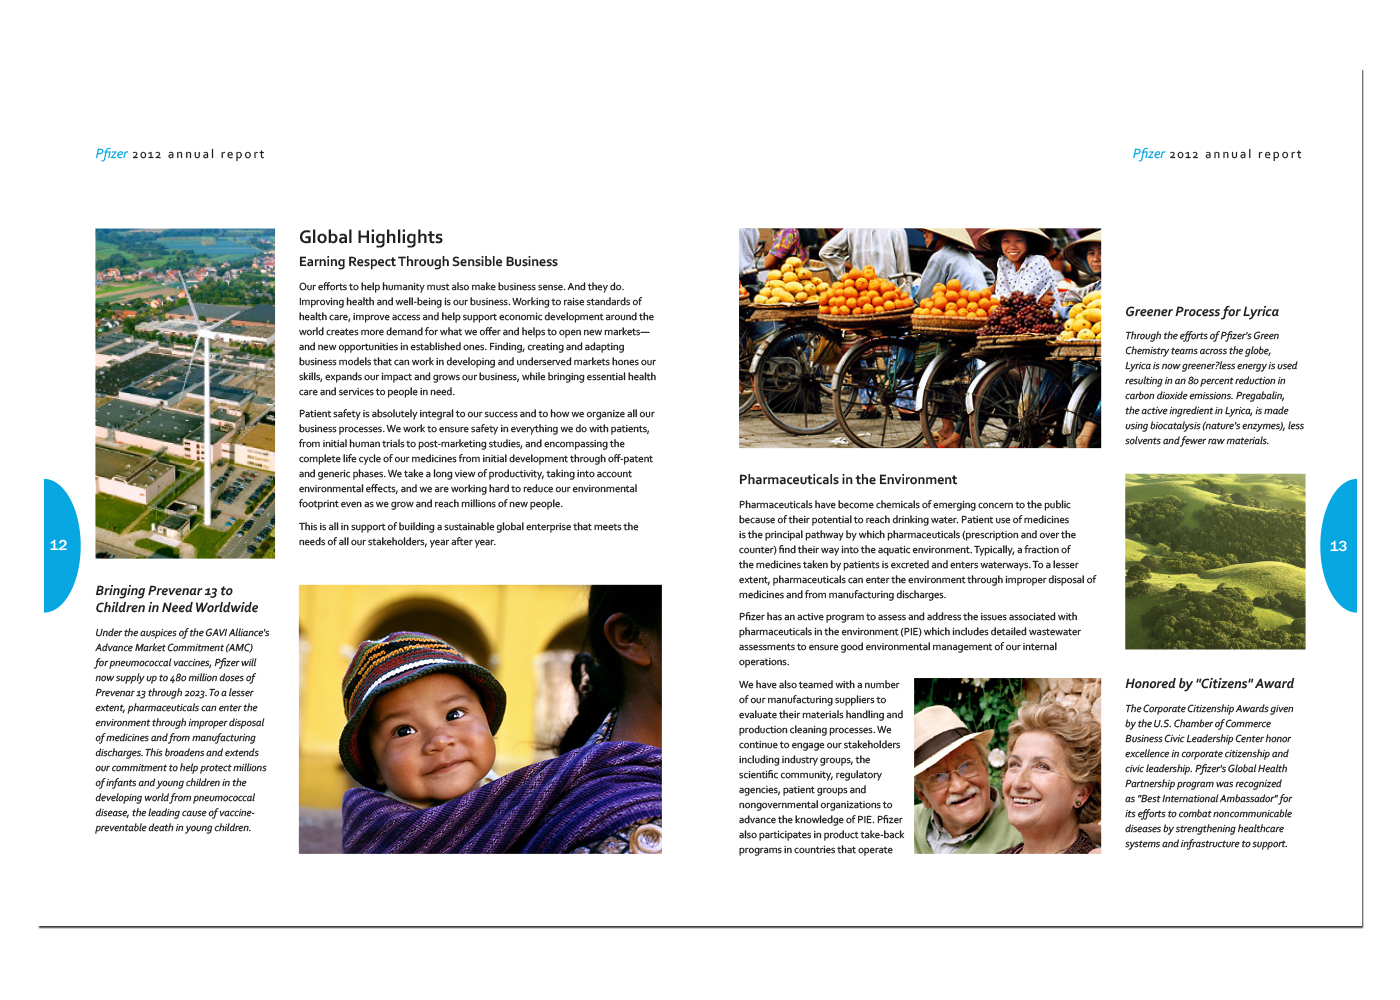 Pfizer 2012 annual report
Global Highlights
Earning Respect Through Sensible Business
Our efforts to help humanity must also make business sense. And they do.
Improving health and well-being is our business. Working to raise standards of
health care, improve access and help support economic development around the
world creates more demand for what we offer and helps to open new markets—
and new opportunities in established ones. Finding, creating and adapting
business models that can work in developing and underserved markets hones our
skills, expands our impact and grows our business, while bringing essential health
care and services to people in need.
Patient safety is absolutely integral to our success and to how we organize all our
business processes. We work to ensure safety in everything we do with patients,
from initial human trials to post-marketing studies, and encompassing the
complete life cycle of our medicines from initial development through off-patent
and generic phases. We take a long view of productivity, taking into account
environmental effects, and we are working hard to reduce our environmental
footprint even as we grow and reach millions of new people.
This is all in support of building a sustainable global enterprise that meets the
needs of all our stakeholders, year after year.
12
Bringing Prevenar 13 to
Children in Need Worldwide
Under the auspices of the GAVI Alliance's
Advance Market Commitment (AMC)
for pneumococcal vaccines, Pfizer will
now supply up to 480 million doses of
Prevenar 13 through 2023. To a lesser
extent, pharmaceuticals can enter the
environment through improper disposal
of medicines and from manufacturing
discharges. This broadens and extends
our commitment to help protect millions
of infants and young children in the
developing world from pneumococcal
disease, the leading cause of vaccine-
preventable death in young children.
Pfizer 2012 annual report
Pharmaceuticals in the Environment
Pharmaceuticals have become chemicals of emerging concern to the public
because of their potential to reach drinking water. Patient use of medicines
is the principal pathway by which pharmaceuticals (prescription and over the
counter) find their way into the aquatic environment. Typically, a fraction of
the medicines taken by patients is excreted and enters waterways. To a lesser
extent, pharmaceuticals can enter the environment through improper disposal of
medicines and from manufacturing discharges.
Pfizer has an active program to assess and address the issues associated with
pharmaceuticals in the environment (PIE) which includes detailed wastewater
assessments to ensure good environmental management of our internal
operations.
We have also teamed with a number
of our manufacturing suppliers to
evaluate their materials handling and
production cleaning processes. We
continue to engage our stakeholders
including industry groups, the
scientific community, regulatory
agencies, patient groups and
nongovernmental organizations to
advance the knowledge of PIE. Pfizer
also participates in product take-back
programs in countries that operate
Greener Process for Lyrica
Through the efforts of Pfizer's Green
Chemistry teams across the globe,
Lyrica is now greener?less energy is used
resulting in an 80 percent reduction in
carbon dioxide emissions. Pregabalin,
the active ingredient in Lyrica, is made
using biocatalysis (nature's enzymes), less
solvents and fewer raw materials.
13
Honored by "Citizens" Award
The Corporate Citizenship Awards given
by the U.S. Chamber of Commerce
Business Civic Leadership Center honor
excellence in corporate citizenship and
civic leadership. Pfizer's Global Health
Partnership program was recognized
as "Best International Ambassador" for
its efforts to combat noncommunicable
diseases by strengthening healthcare
systems and infrastructure to support.